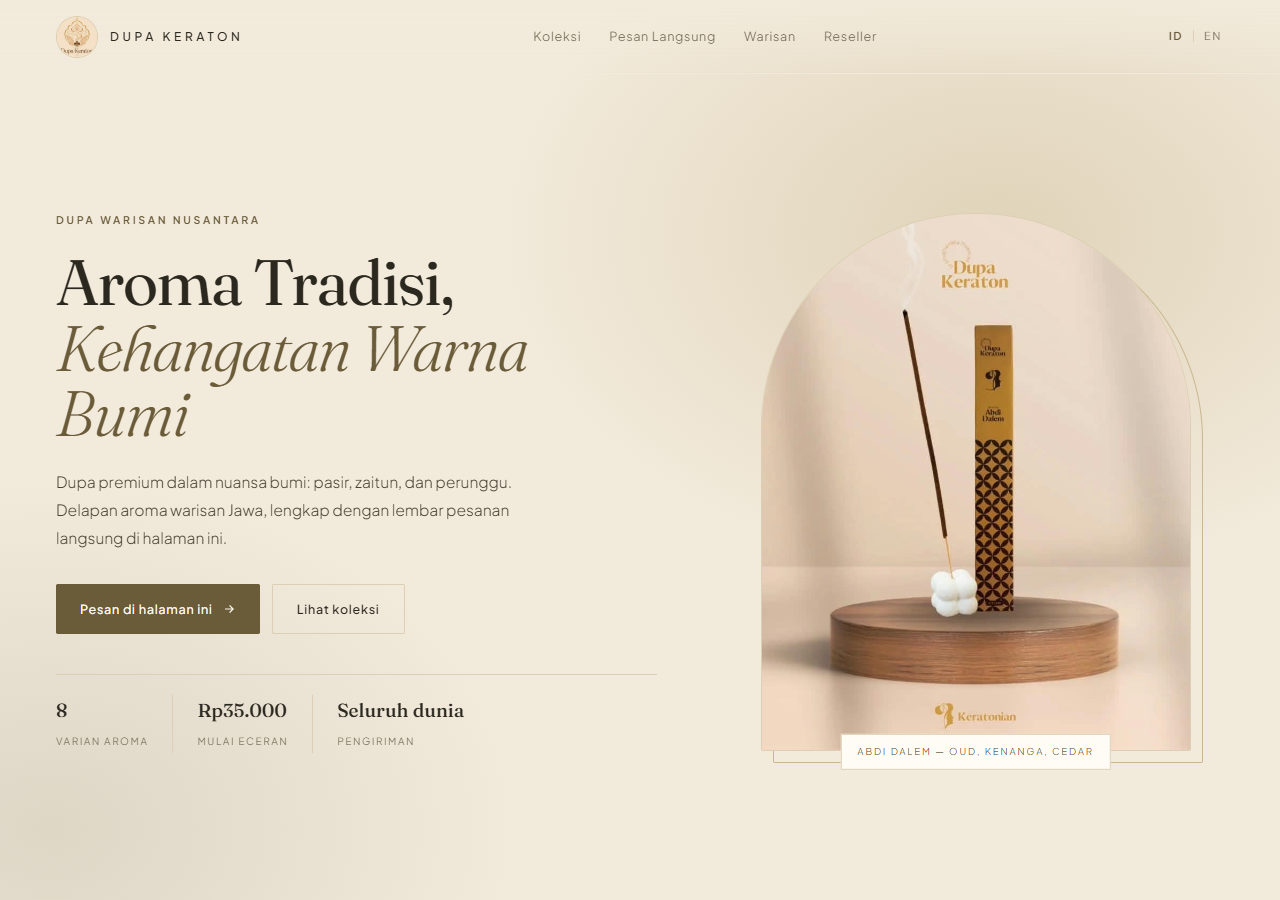 Dupa Keraton
DUPA KERATON
Koleksi
Pesan Langsung
Warisan
Reseller
ID
EN
DUPA WARISAN NUSANTARA
Aroma Tradisi,
Kehangatan Warna
Bumi
Dupa premium dalam nuansa bumi: pasir, zaitun, dan perunggu.
Delapan aroma warisan Jawa, lengkap dengan lembar pesanan
langsung di halaman ini.
Pesan di halaman ini →
Lihat koleksi
8
VARIAN AROMA
Rp35.000
MULAI ECERAN
Seluruh dunia
PENGIRIMAN
Dupa
Keraton
Dupa
Keraton
Abdi
Dalem
Keratonian
ABDI DALEM — OUD, KENANGA, CEDAR